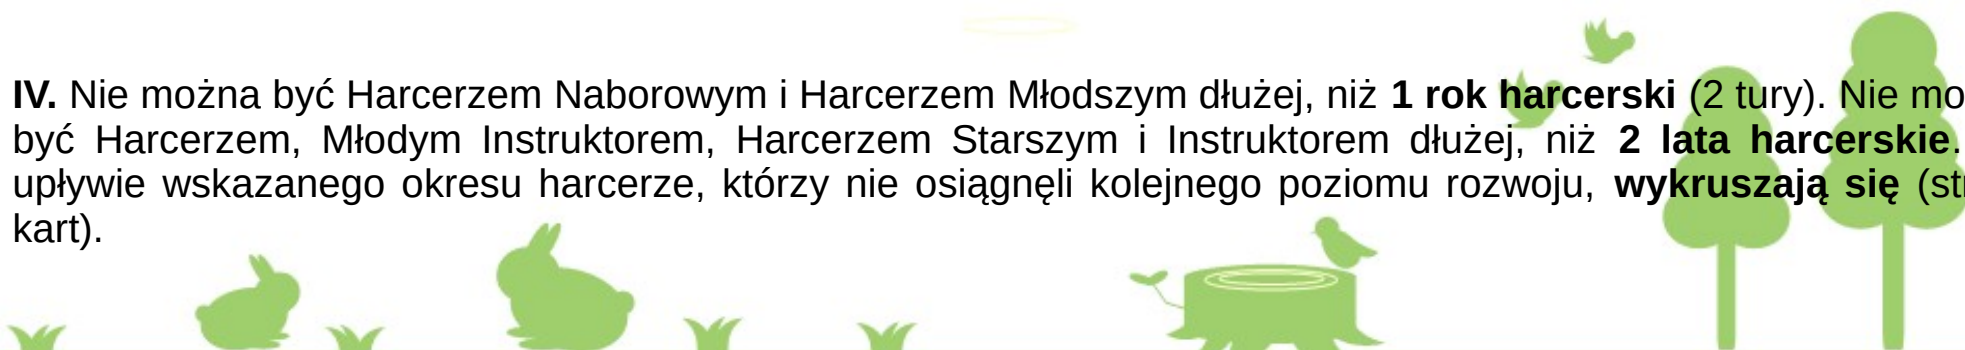 IV. Nie można być Harcerzem Naborowym i Harcerzem Młodszym dłużej, niż 1 rok harcerski (2 tury). Nie
być Harcerzem, Młodym Instruktorem, Harcerzem Starszym i Instruktorem dłużej, niż 2 lata harcerskie.
upływie wskazanego okresu harcerze, którzy nie osiągnęli kolejnego poziomu rozwoju, wykruszają się
kart).